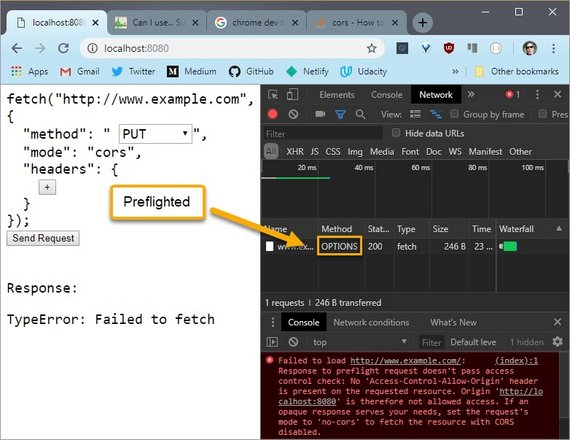 localhost:8080
Can I use... Su
chrome dev to
cors - How to
localhost:8080
Apps
Gmail
Twitter
Medium
GitHub
Netlify
Udacity
Other bookmarks
fetch("http://www.example.com",
{
"method": " PUT ",
"mode": "cors",
"headers": {
+
}
});
Send Request
Response:
TypeError: Failed to fetch
Preflighted
Elements Console Network » 1
View: Group by frame Pres
Filter Hide data URLs
All XHR JS CSS Img Media Font Doc WS Manifest Other
20 ms 40 ms 60 ms 80 ms 100 ms
Name Method Stat... Type Size Time Waterfall
www.ex... OPTIONS 200 fetch 246 B 23 ...
1 requests | 246 B transferred
Console Network conditions What's New
top Filter Default leve 1 hidden
Failed to load http://www.example.com/: (index):1
Response to preflight request doesn't pass access
control check: No 'Access-Control-Allow-Origin' header
is present on the requested resource. Origin 'http://lo
calhost:8080' is therefore not allowed access. If an
opaque response serves your needs, set the request's
mode to 'no-cors' to fetch the resource with CORS
disabled.